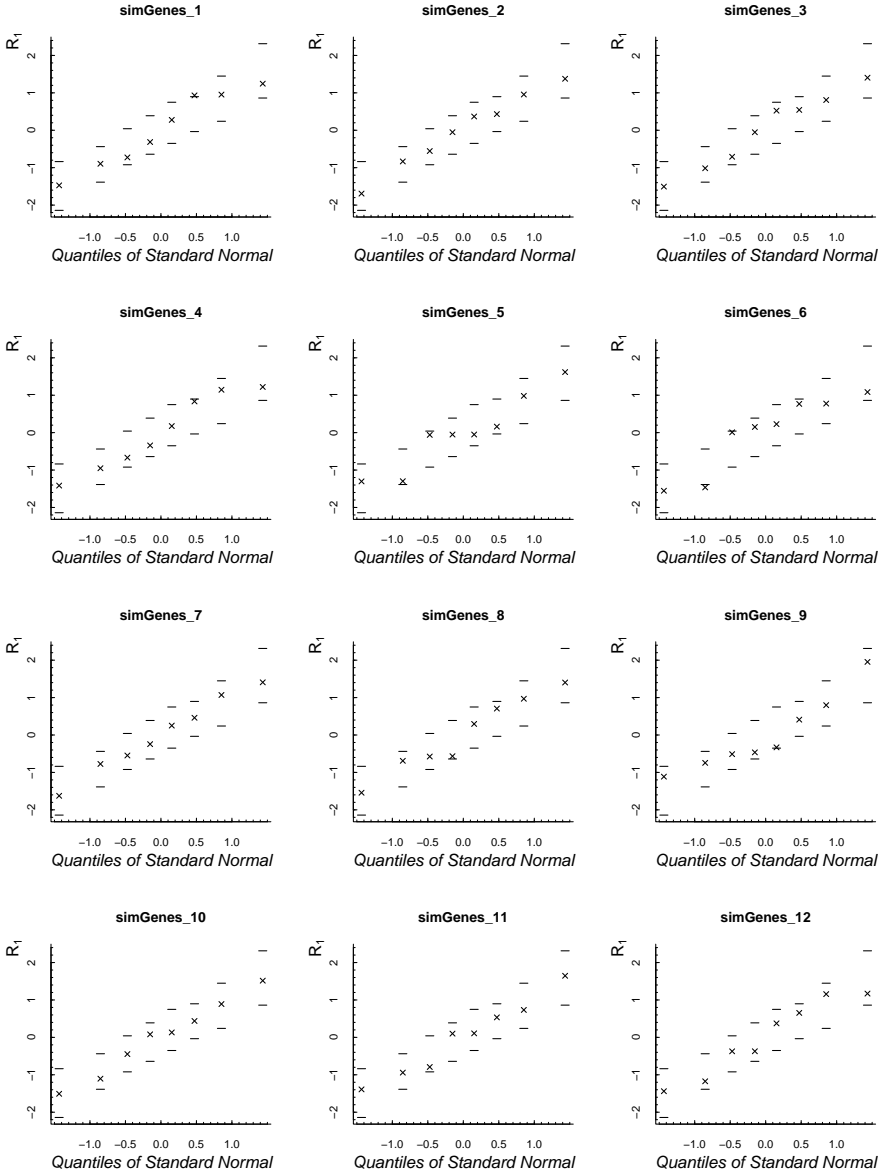 simGenes_1 simGenes_2 simGenes_3
R1 R1 R1
2 2 2
1 1 1
0 0 0
−1 −1 −1
−2 −2 −2
−1.0 −0.5 0.0 0.5 1.0 −1.0 −0.5 0.0 0.5 1.0 −1.0 −0.5 0.0 0.5 1.0
Quantiles of Standard Normal Quantiles of Standard Normal Quantiles of Standard Normal
simGenes_4 simGenes_5 simGenes_6
R1 R1 R1
2 2 2
1 1 1
0 0 0
−1 −1 −1
−2 −2 −2
−1.0 −0.5 0.0 0.5 1.0 −1.0 −0.5 0.0 0.5 1.0 −1.0 −0.5 0.0 0.5 1.0
Quantiles of Standard Normal Quantiles of Standard Normal Quantiles of Standard Normal
simGenes_7 simGenes_8 simGenes_9
R1 R1 R1
2 2 2
1 1 1
0 0 0
−1 −1 −1
−2 −2 −2
−1.0 −0.5 0.0 0.5 1.0 −1.0 −0.5 0.0 0.5 1.0 −1.0 −0.5 0.0 0.5 1.0
Quantiles of Standard Normal Quantiles of Standard Normal Quantiles of Standard Normal
simGenes_10 simGenes_11 simGenes_12
R1 R1 R1
2 2 2
1 1 1
0 0 0
−1 −1 −1
−2 −2 −2
−1.0 −0.5 0.0 0.5 1.0 −1.0 −0.5 0.0 0.5 1.0 −1.0 −0.5 0.0 0.5 1.0
Quantiles of Standard Normal Quantiles of Standard Normal Quantiles of Standard Normal